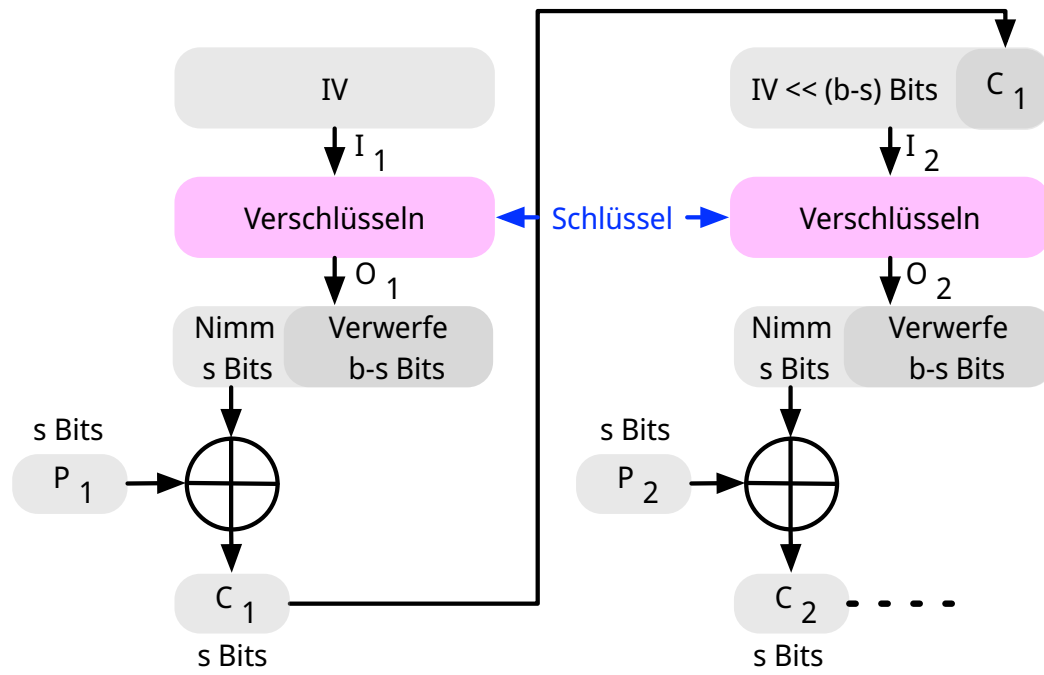 IV
I 1
Verschlüsseln
O 1
Nimm
s Bits
Verwerfe
b-s Bits
s Bits
P 1
C 1
s Bits
Schlüssel
IV << (b-s) Bits
C 1
I 2
Verschlüsseln
O 2
Nimm
s Bits
Verwerfe
b-s Bits
s Bits
P 2
C 2
s Bits